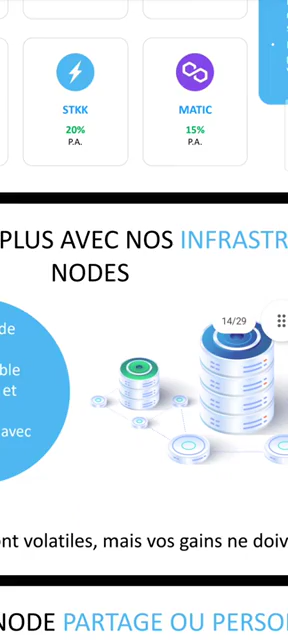 STKK MATIC
20% 15%
P.A. P.A.
PLUS AVEC NOS INFRASTR
NODES
14/29
de
ble
et
avec
nt volatiles, mais vos gains ne doiv
NODE PARTAGE OU PERSO